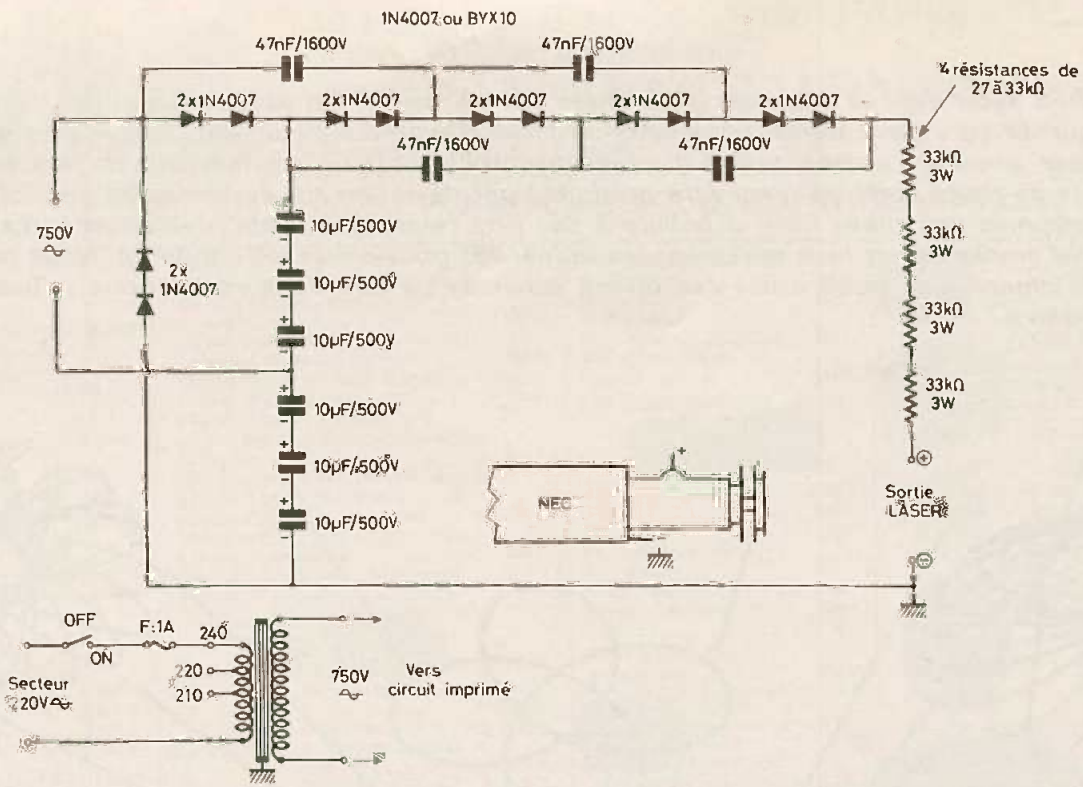 1N4007 ou BYX10
47nF/1600V
47nF/1600V
4 résistances de
27 à 33kΩ
2x1N4007
2x1N4007
2x1N4007
2x1N4007
2x1N4007
47nF/1600V
47nF/1600V
33kΩ
3W
33kΩ
3W
33kΩ
3W
33kΩ
3W
750V
2x
1N4007
+
10µF/500V
-
+
10µF/500V
-
+
10µF/500V
-
+
10µF/500V
-
+
10µF/500V
-
+
10µF/500V
-
NEC
+
-
+
Sortie
LASER
-
OFF
ON
F:1A
240
220
210
Secteur
220V
750V
Vers
circuit imprimé